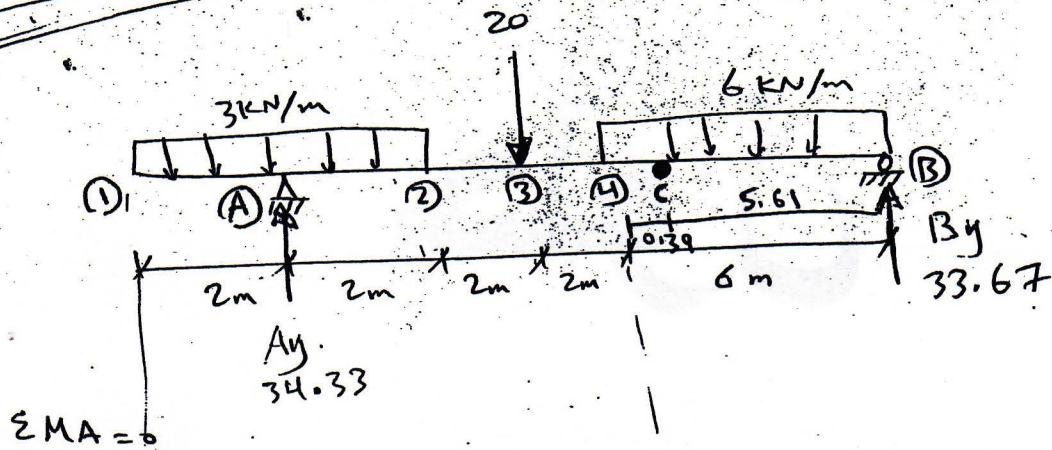 20
3KN/m
6 KN/m
① A ② ③ ④ C B
5.61
0.39
2m 2m 2m 2m 6 m
By
33.67
Ay.
34.33
ΣMA = 0